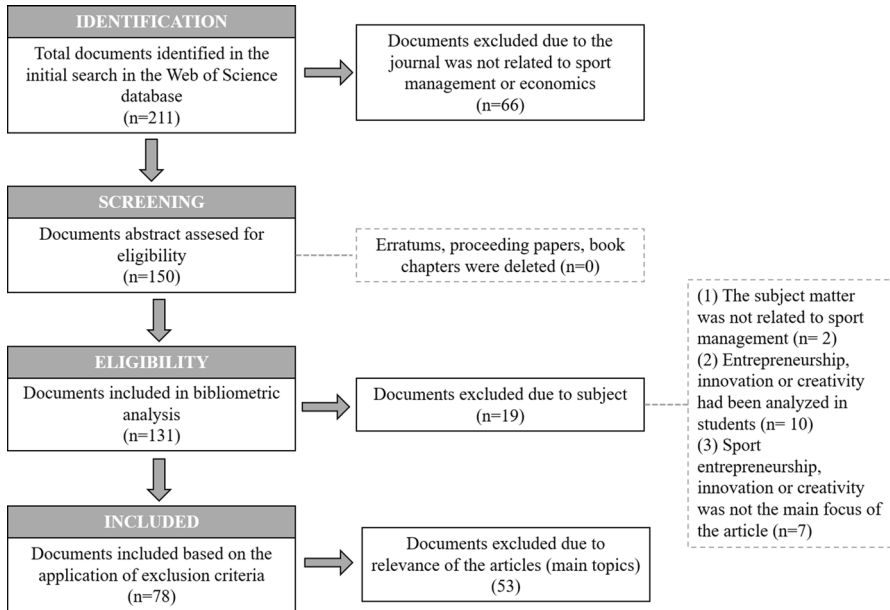 IDENTIFICATION
Total documents identified in the
initial search in the Web of Science
database
(n=211)
Documents excluded due to the
journal was not related to sport
management or economics
(n=66)
SCREENING
Documents abstract assesed for
eligibility
(n=150)
Erratums, proceeding papers, book
chapters were deleted (n=0)
ELIGIBILITY
Documents included in bibliometric
analysis
(n=131)
Documents excluded due to subject
(n=19)
(1) The subject matter
was not related to sport
management (n= 2)
(2) Entrepreneurship,
innovation or creativity
had been analyzed in
students (n= 10)
(3) Sport
entrepreneurship,
innovation or creativity
was not the main focus of
the article (n=7)
INCLUDED
Documents included based on the
application of exclusion criteria
(n=78)
Documents excluded due to
relevance of the articles (main topics)
(53)